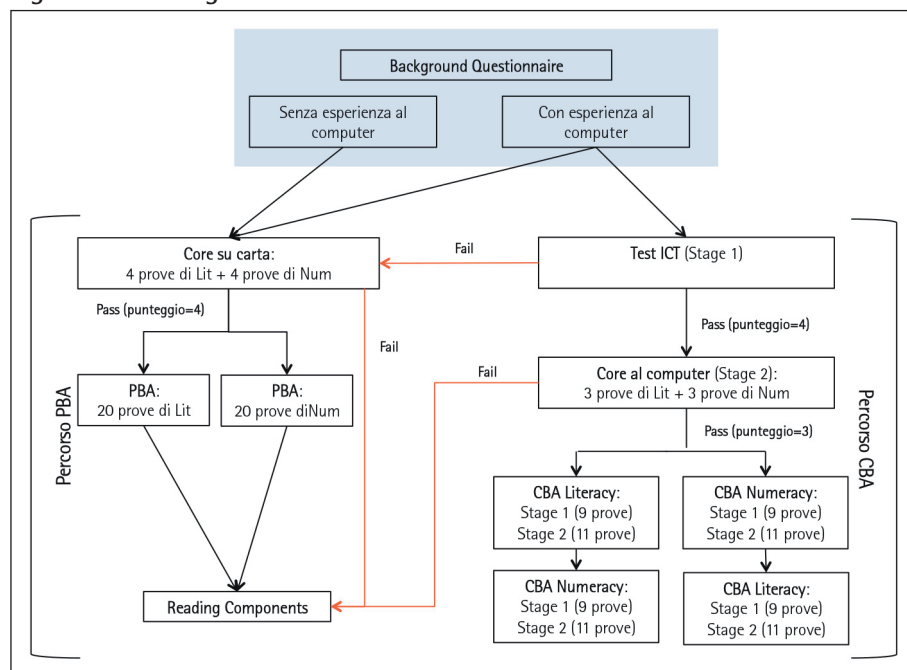 Background Questionnaire
Senza esperienza al
computer
Con esperienza al
computer
Core su carta:
4 prove di Lit + 4 prove di Num
Fail
Test ICT (Stage 1)
Pass (punteggio=4)
Fail
Pass (punteggio=4)
PBA:
20 prove di Lit
PBA:
20 prove diNum
Fail
Core al computer (Stage 2):
3 prove di Lit + 3 prove di Num
Pass (punteggio=3)
Percorso PBA
Percorso CBA
CBA Literacy:
Stage 1 (9 prove)
Stage 2 (11 prove)
CBA Numeracy:
Stage 1 (9 prove)
Stage 2 (11 prove)
CBA Numeracy:
Stage 1 (9 prove)
Stage 2 (11 prove)
CBA Literacy:
Stage 1 (9 prove)
Stage 2 (11 prove)
Reading Components